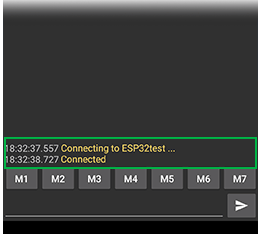 18:32:37.557 Connecting to ESP32test ...
18:32:38.727 Connected
M1 M2 M3 M4 M5 M6 M7